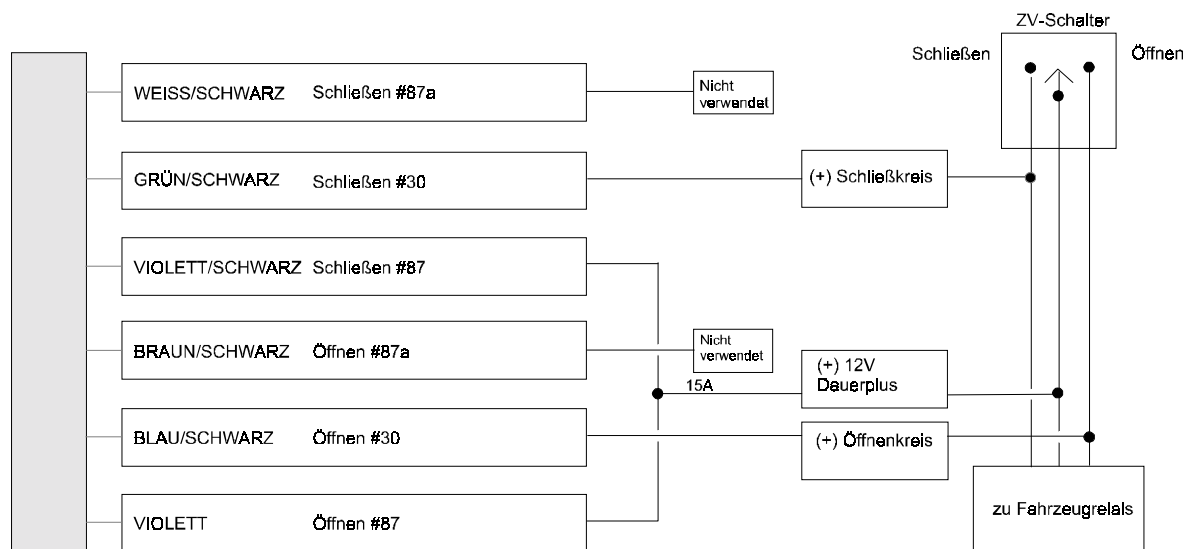 ZV-Schalter
Schließen Öffnen
WEISS/SCHWARZ Schließen #87a
Nicht
verwendet
GRÜN/SCHWARZ Schließen #30
(+) Schließkreis
VIOLETT/SCHWARZ Schließen #87
BRAUN/SCHWARZ Öffnen #87a
Nicht
verwendet
15A
(+) 12V
Dauerplus
BLAU/SCHWARZ Öffnen #30
(+) Öffnenkreis
VIOLETT Öffnen #87
zu Fahrzeugrelals